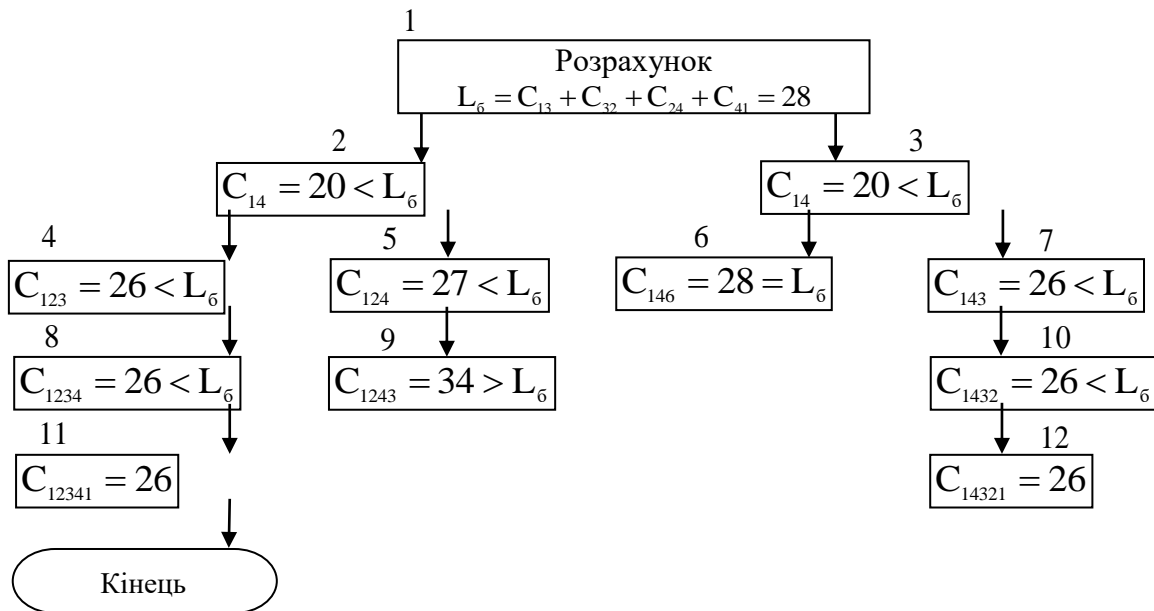 1
Розрахунок
L_б = C_13 + C_32 + C_24 + C_41 = 28
2
3
C_14 = 20 < L_б
C_14 = 20 < L_б
4
5
6
7
C_123 = 26 < L_б
C_124 = 27 < L_б
C_146 = 28 = L_б
C_143 = 26 < L_б
8
9
10
C_1234 = 26 < L_б
C_1243 = 34 > L_б
C_1432 = 26 < L_б
11
12
C_12341 = 26
C_14321 = 26
Кінець